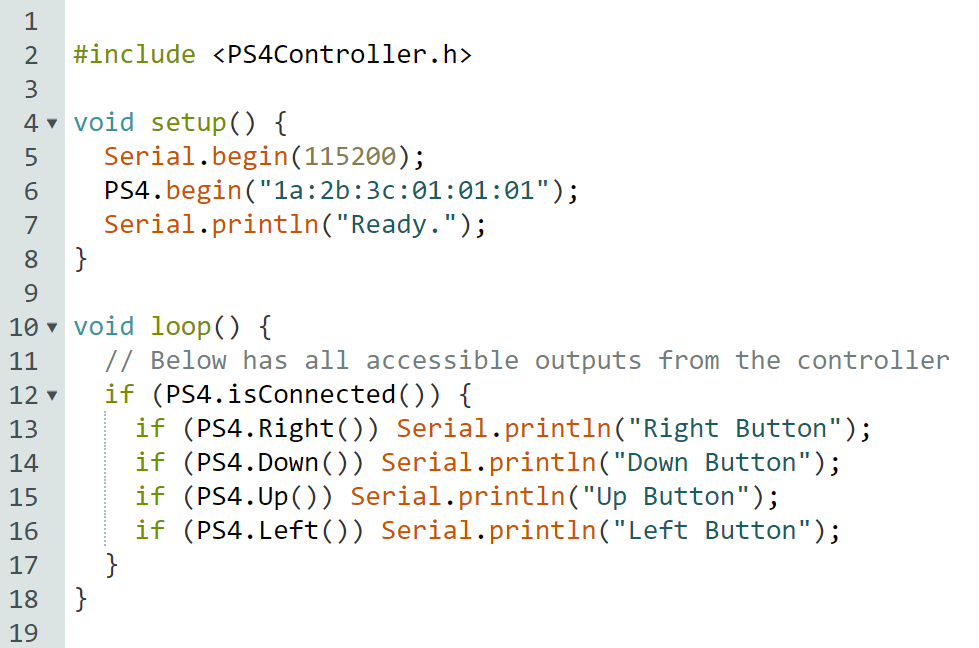 1
2 #include <PS4Controller.h>
3
4 void setup() {
5 Serial.begin(115200);
6 PS4.begin("1a:2b:3c:01:01:01");
7 Serial.println("Ready.");
8 }
9
10 void loop() {
11 // Below has all accessible outputs from the controller
12 if (PS4.isConnected()) {
13 if (PS4.Right()) Serial.println("Right Button");
14 if (PS4.Down()) Serial.println("Down Button");
15 if (PS4.Up()) Serial.println("Up Button");
16 if (PS4.Left()) Serial.println("Left Button");
17 }
18 }
19